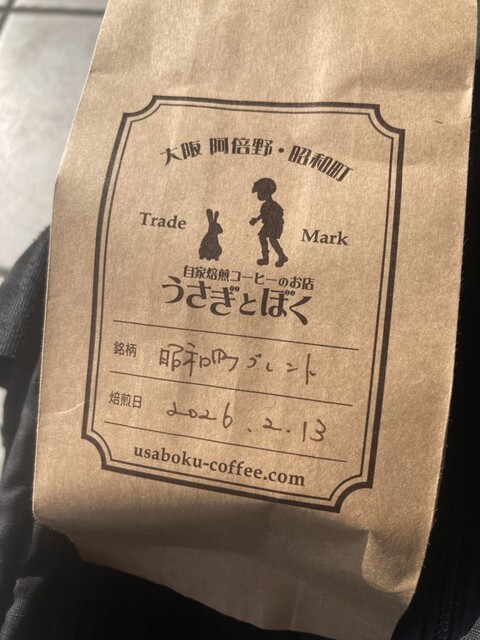 大阪 阿倍野・昭和町
Trade Mark
自家焙煎コーヒーのお店
うさぎとぼく
銘柄 昭和町ブレンド
焙煎日 2026.2.13
usaboku-coffee.com